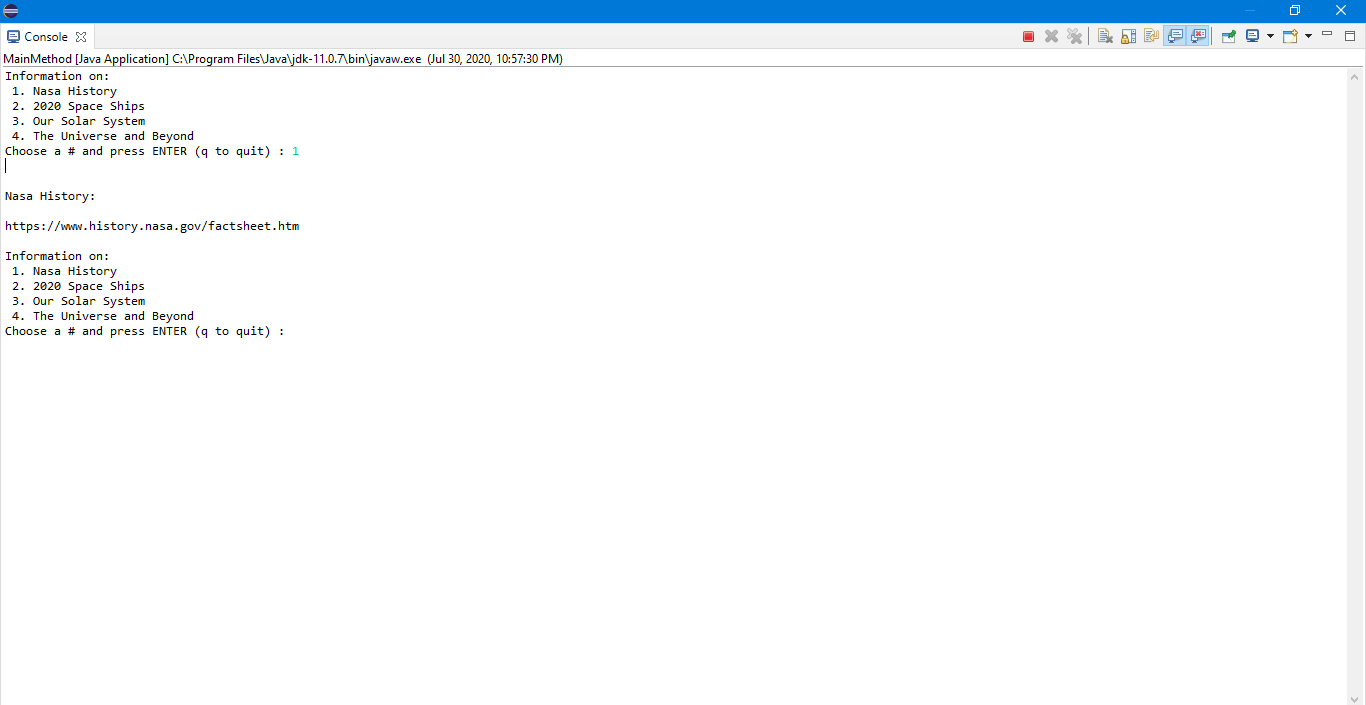 Console
MainMethod [Java Application] C:\Program Files\Java\jdk-11.0.7\bin\javaw.exe (Jul 30, 2020, 10:57:30 PM)
Information on:
1. Nasa History
2. 2020 Space Ships
3. Our Solar System
4. The Universe and Beyond
Choose a # and press ENTER (q to quit) : 1
Nasa History:
https://www.history.nasa.gov/factsheet.htm
Information on:
1. Nasa History
2. 2020 Space Ships
3. Our Solar System
4. The Universe and Beyond
Choose a # and press ENTER (q to quit) :